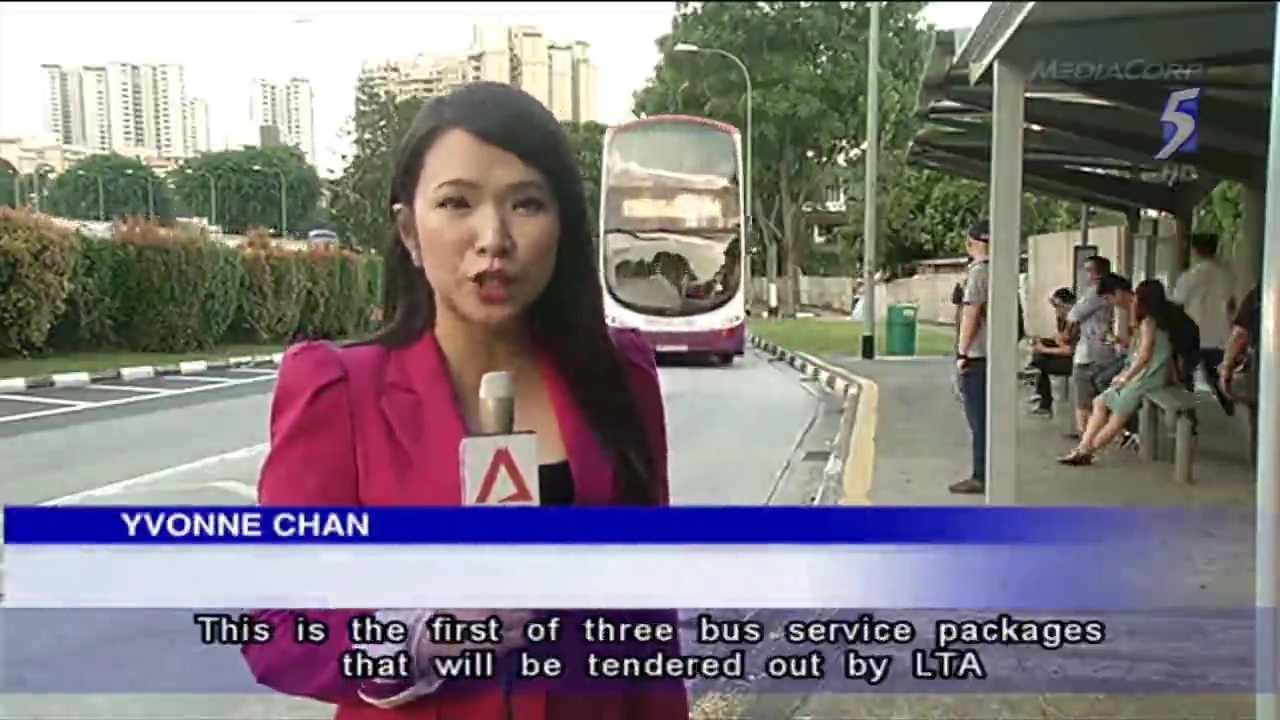 MEDIACORP
5
HD
YVONNE CHAN
This is the first of three bus service packages
that will be tendered out by LTA